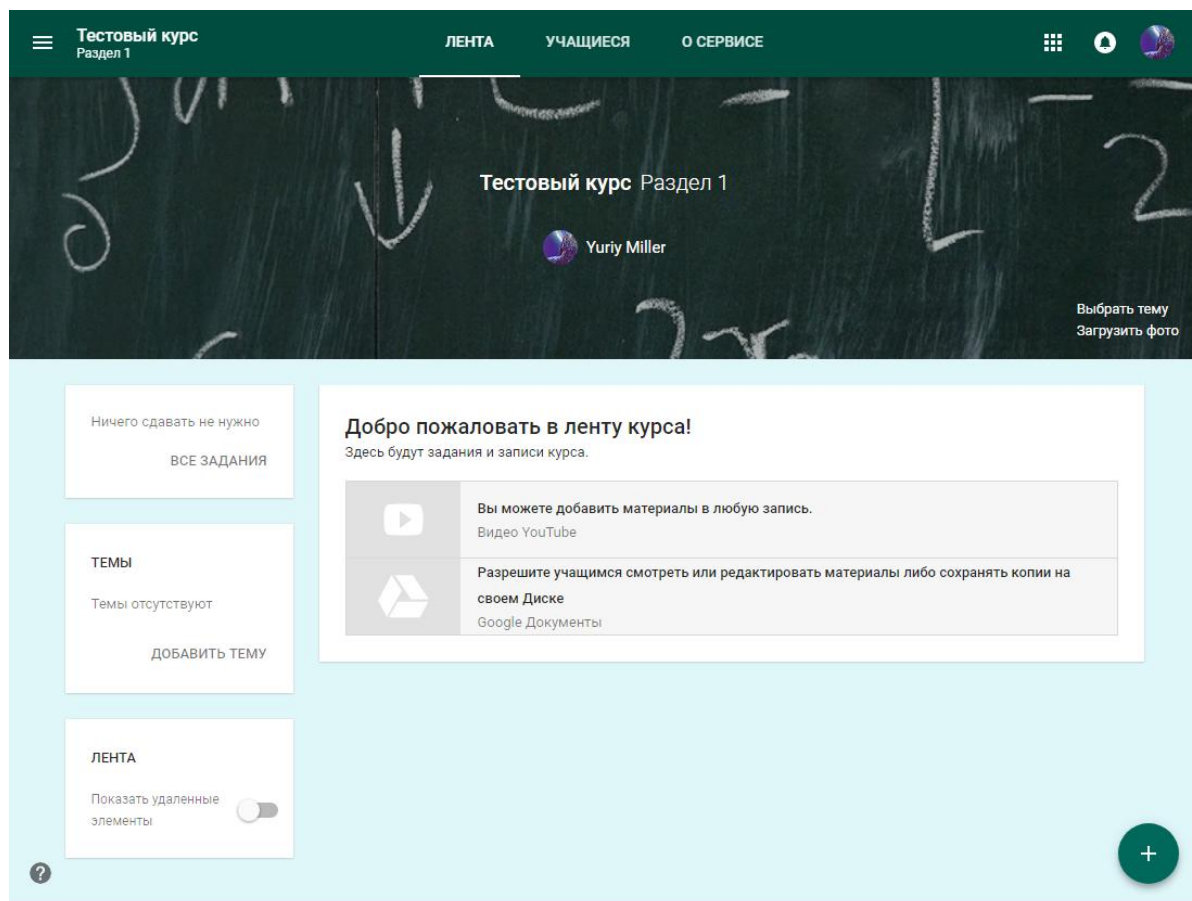 Тестовый курс
Раздел 1
ЛЕНТА УЧАЩИЕСЯ О СЕРВИСЕ
Тестовый курс Раздел 1
Yuriy Miller
Выбрать тему
Загрузить фото
Ничего сдавать не нужно
ВСЕ ЗАДАНИЯ
ТЕМЫ
Темы отсутствуют
ДОБАВИТЬ ТЕМУ
ЛЕНТА
Показать удаленные
элементы
Добро пожаловать в ленту курса!
Здесь будут задания и записи курса.
Вы можете добавить материалы в любую запись.
Видео YouTube
Разрешите учащимся смотреть или редактировать материалы либо сохранять копии на
своем Диске
Google Документы